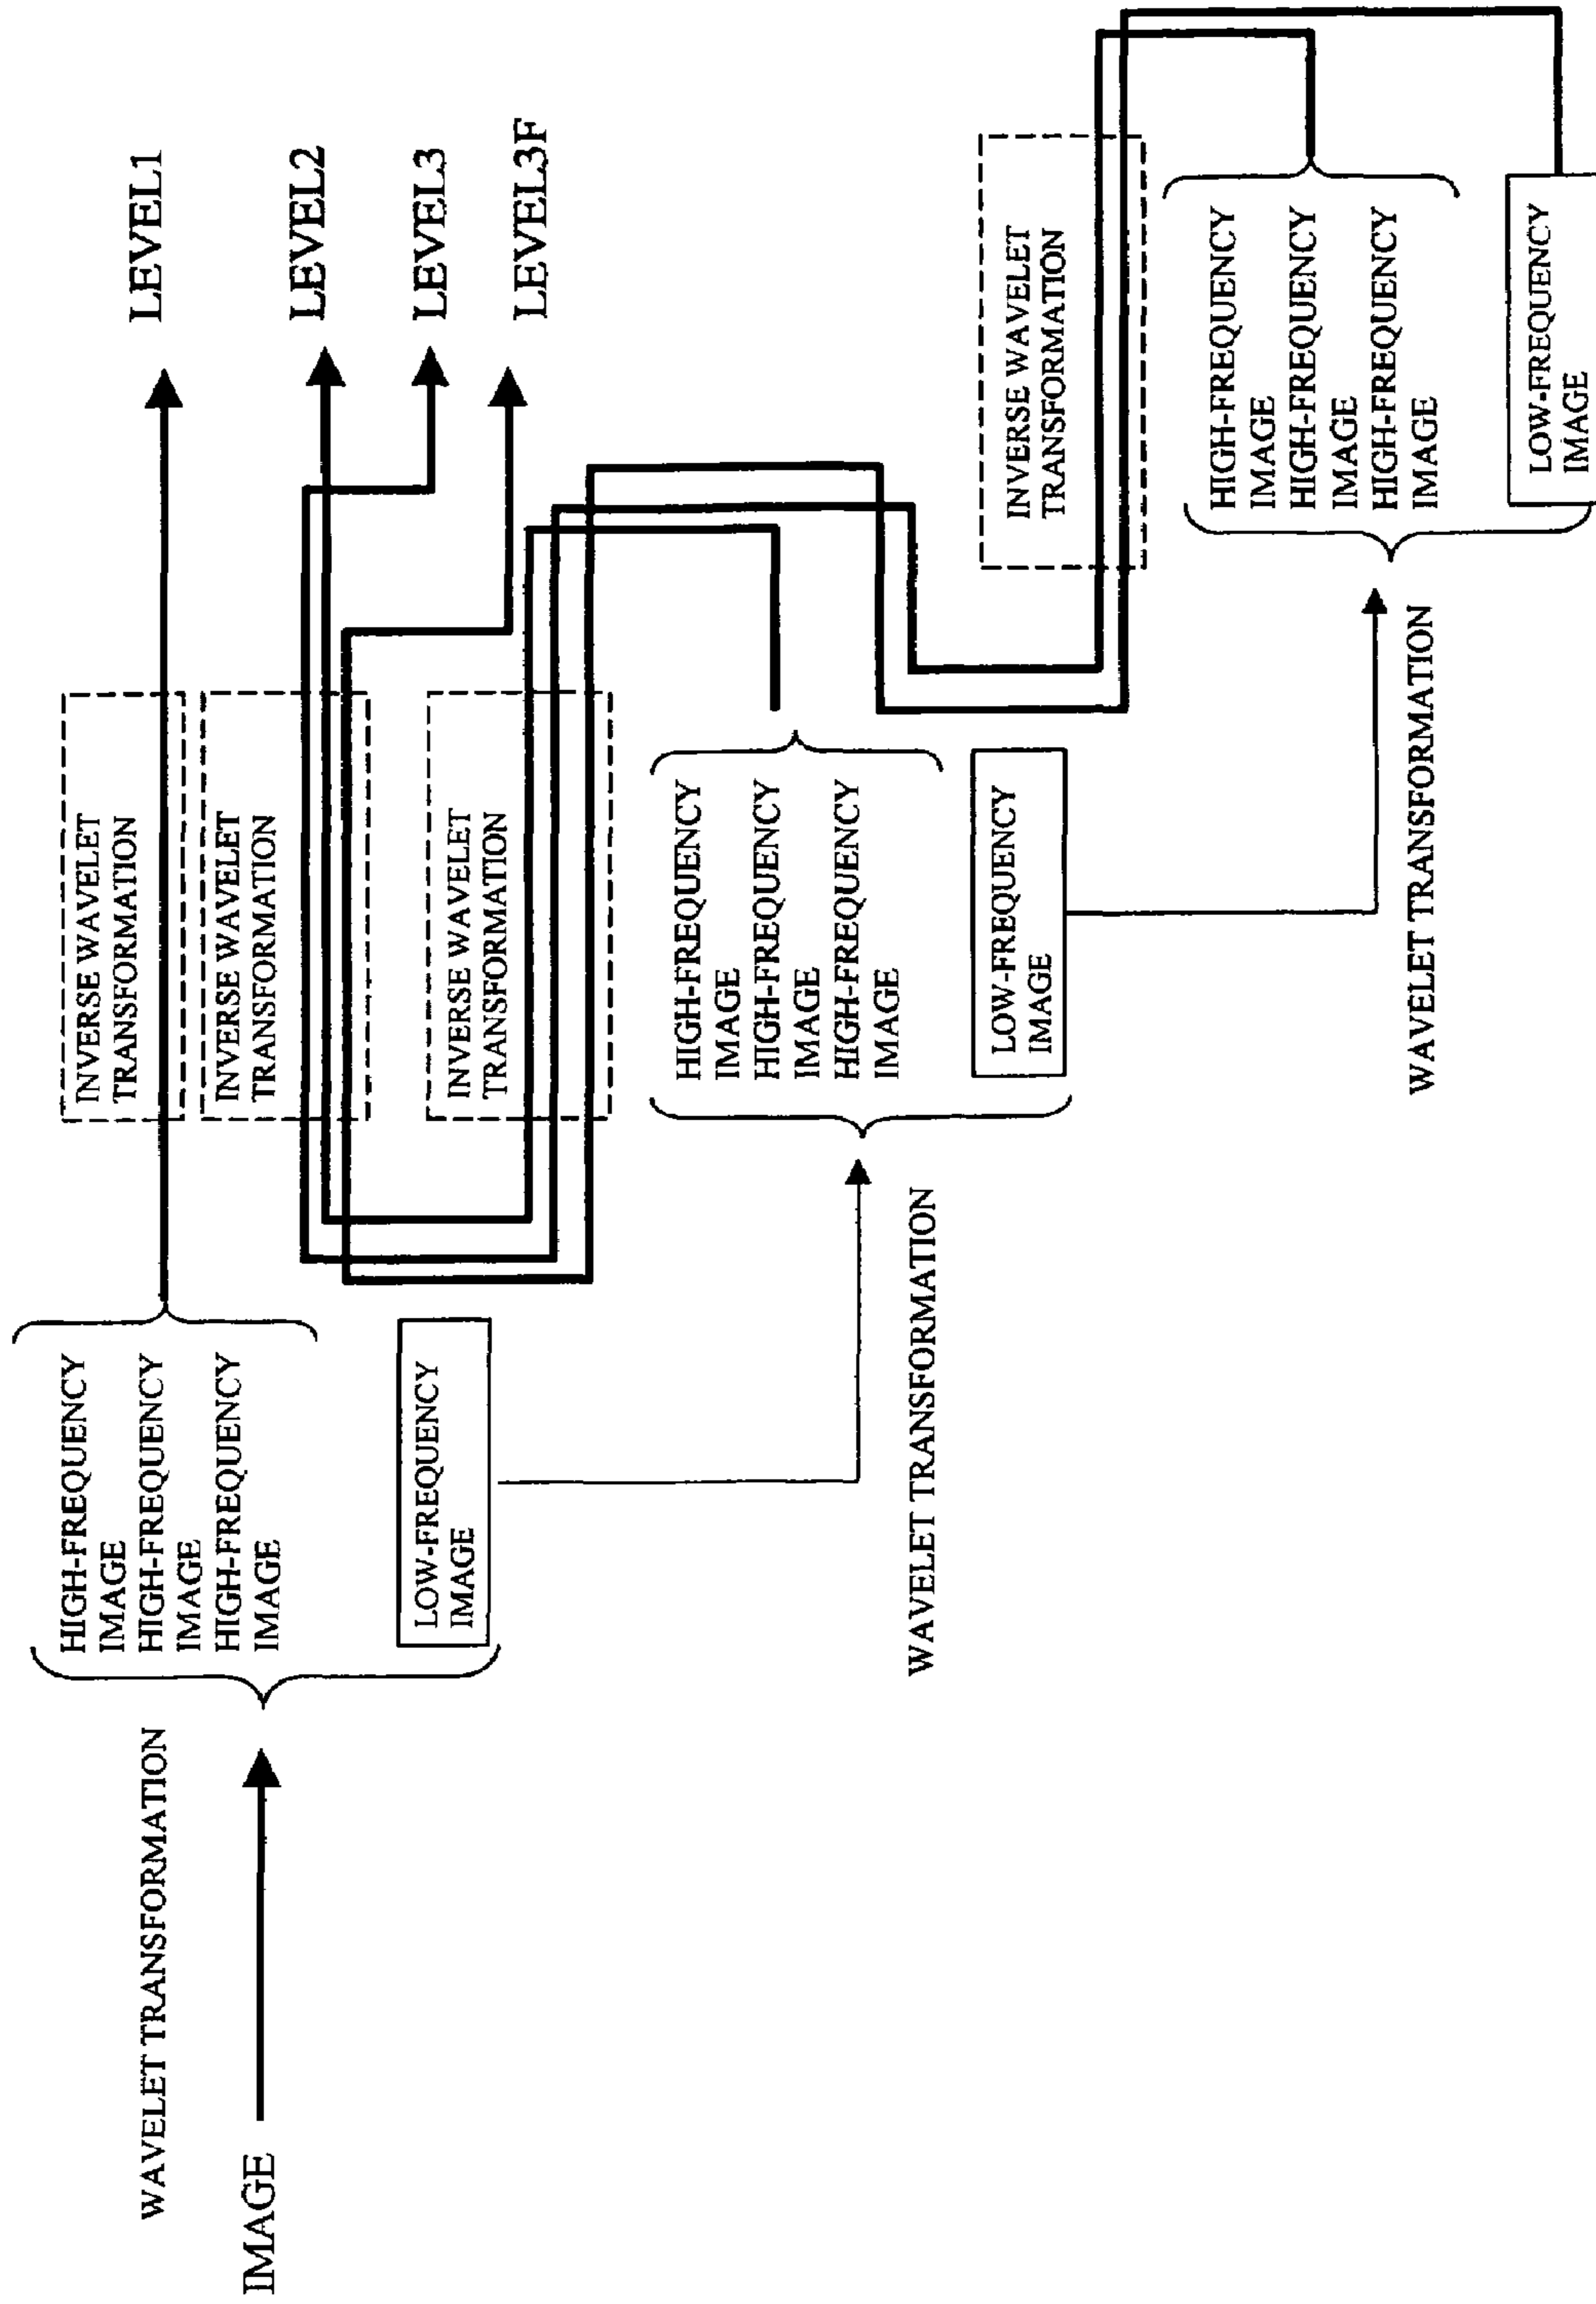 IMAGE
WAVELET TRANSFORMATION
HIGH-FREQUENCY
IMAGE
HIGH-FREQUENCY
IMAGE
HIGH-FREQUENCY
IMAGE
LOW-FREQUENCY
IMAGE
INVERSE WAVELET
TRANSFORMATION
INVERSE WAVELET
TRANSFORMATION
INVERSE WAVELET
TRANSFORMATION
LEVEL1
LEVEL2
LEVEL3
LEVEL3F
WAVELET TRANSFORMATION
HIGH-FREQUENCY
IMAGE
HIGH-FREQUENCY
IMAGE
HIGH-FREQUENCY
IMAGE
LOW-FREQUENCY
IMAGE
INVERSE WAVELET
TRANSFORMATION
WAVELET TRANSFORMATION
HIGH-FREQUENCY
IMAGE
HIGH-FREQUENCY
IMAGE
HIGH-FREQUENCY
IMAGE
LOW-FREQUENCY
IMAGE